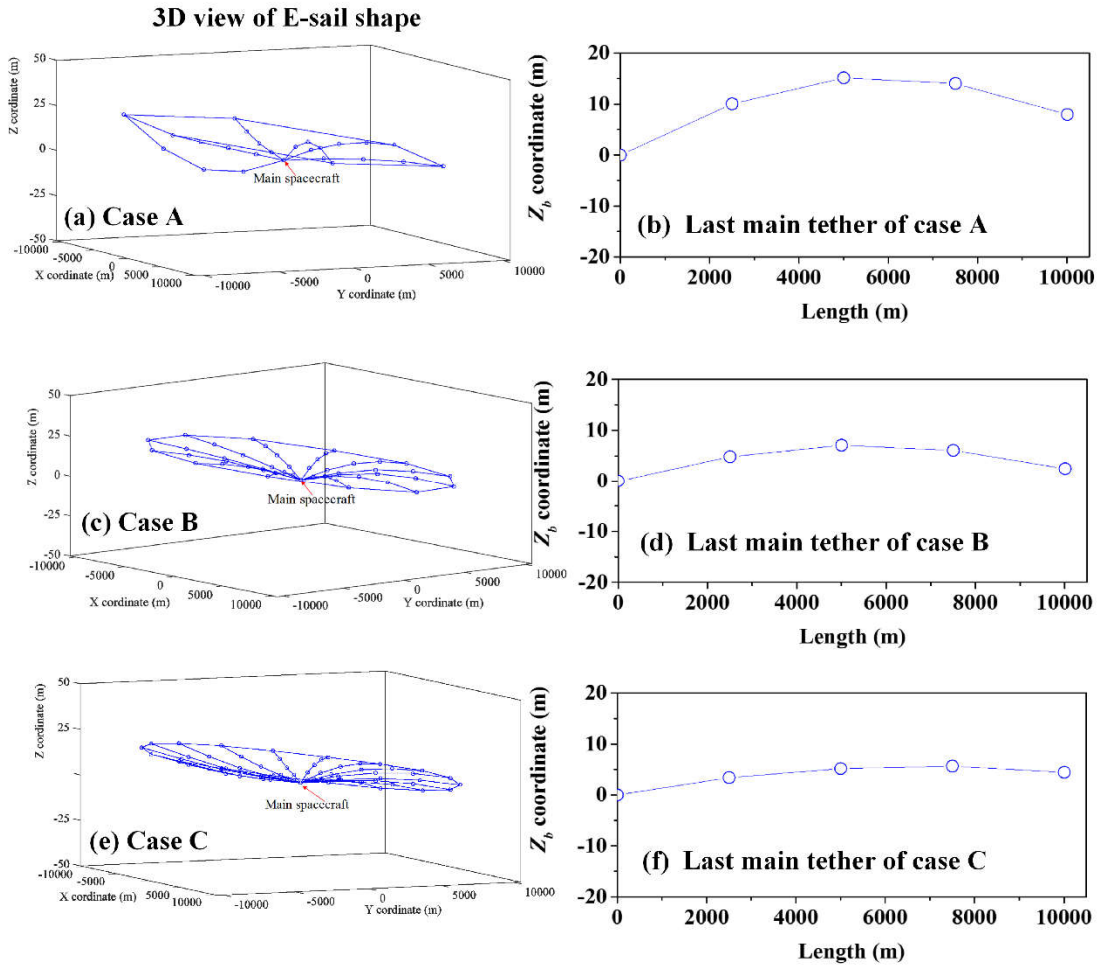 3D view of E-sail shape
Z cordinate (m)
50
25
0
-25
-50
-10000
-5000
0
5000
10000
X cordinate (m)
-10000
-5000
0
5000
10000
Y cordinate (m)
Main spacecraft
(a) Case A
Z_b coordinate (m)
20
10
0
-10
-20
0 2000 4000 6000 8000 10000
Length (m)
(b) Last main tether of case A
Z cordinate (m)
50
25
0
-25
-50
-10000
-5000
0
5000
10000
X cordinate (m)
-10000
-5000
0
5000
10000
Y cordinate (m)
Main spacecraft
(c) Case B
Z_b coordinate (m)
20
10
0
-10
-20
0 2000 4000 6000 8000 10000
Length (m)
(d) Last main tether of case B
Z cordinate (m)
50
25
0
-25
-50
-10000
-5000
0
5000
10000
X cordinate (m)
-10000
-5000
0
5000
10000
Y cordinate (m)
Main spacecraft
(e) Case C
Z_b coordinate (m)
20
10
0
-10
-20
0 2000 4000 6000 8000 10000
Length (m)
(f) Last main tether of case C